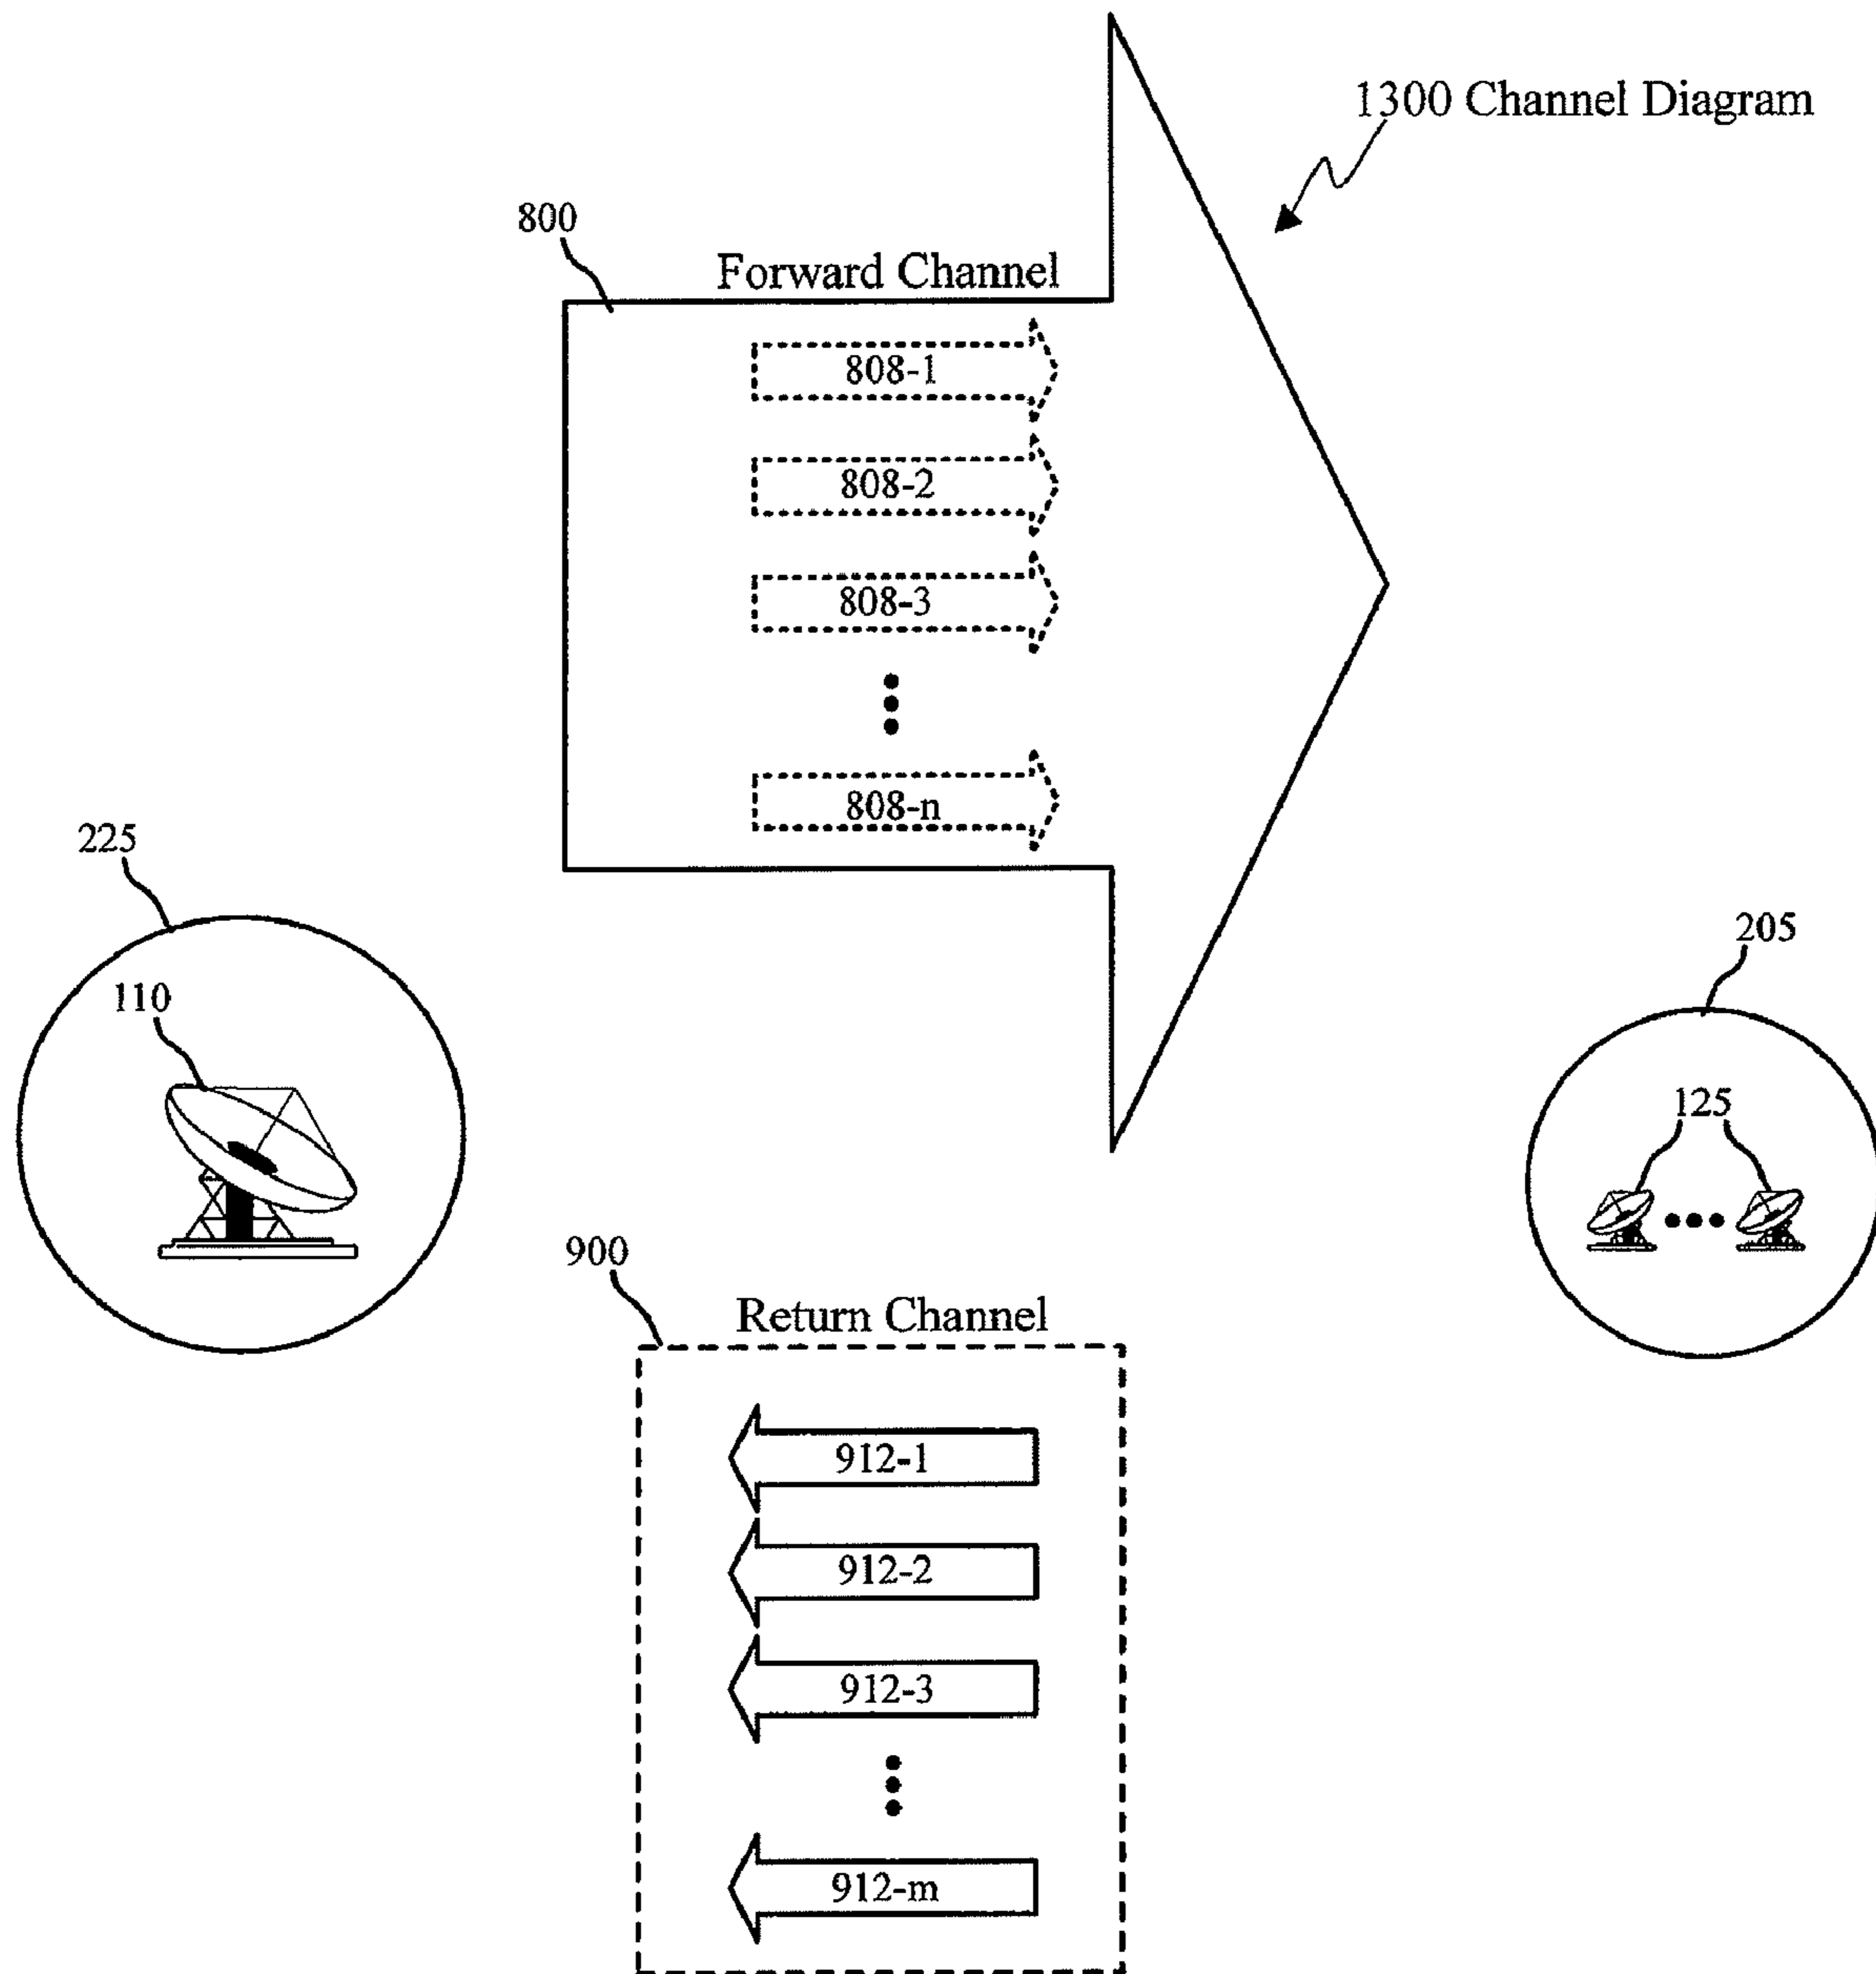 1300 Channel Diagram
800
Forward Channel
808-1
808-2
808-3
808-n
225
110
205
125
900
Return Channel
912-1
912-2
912-3
912-m